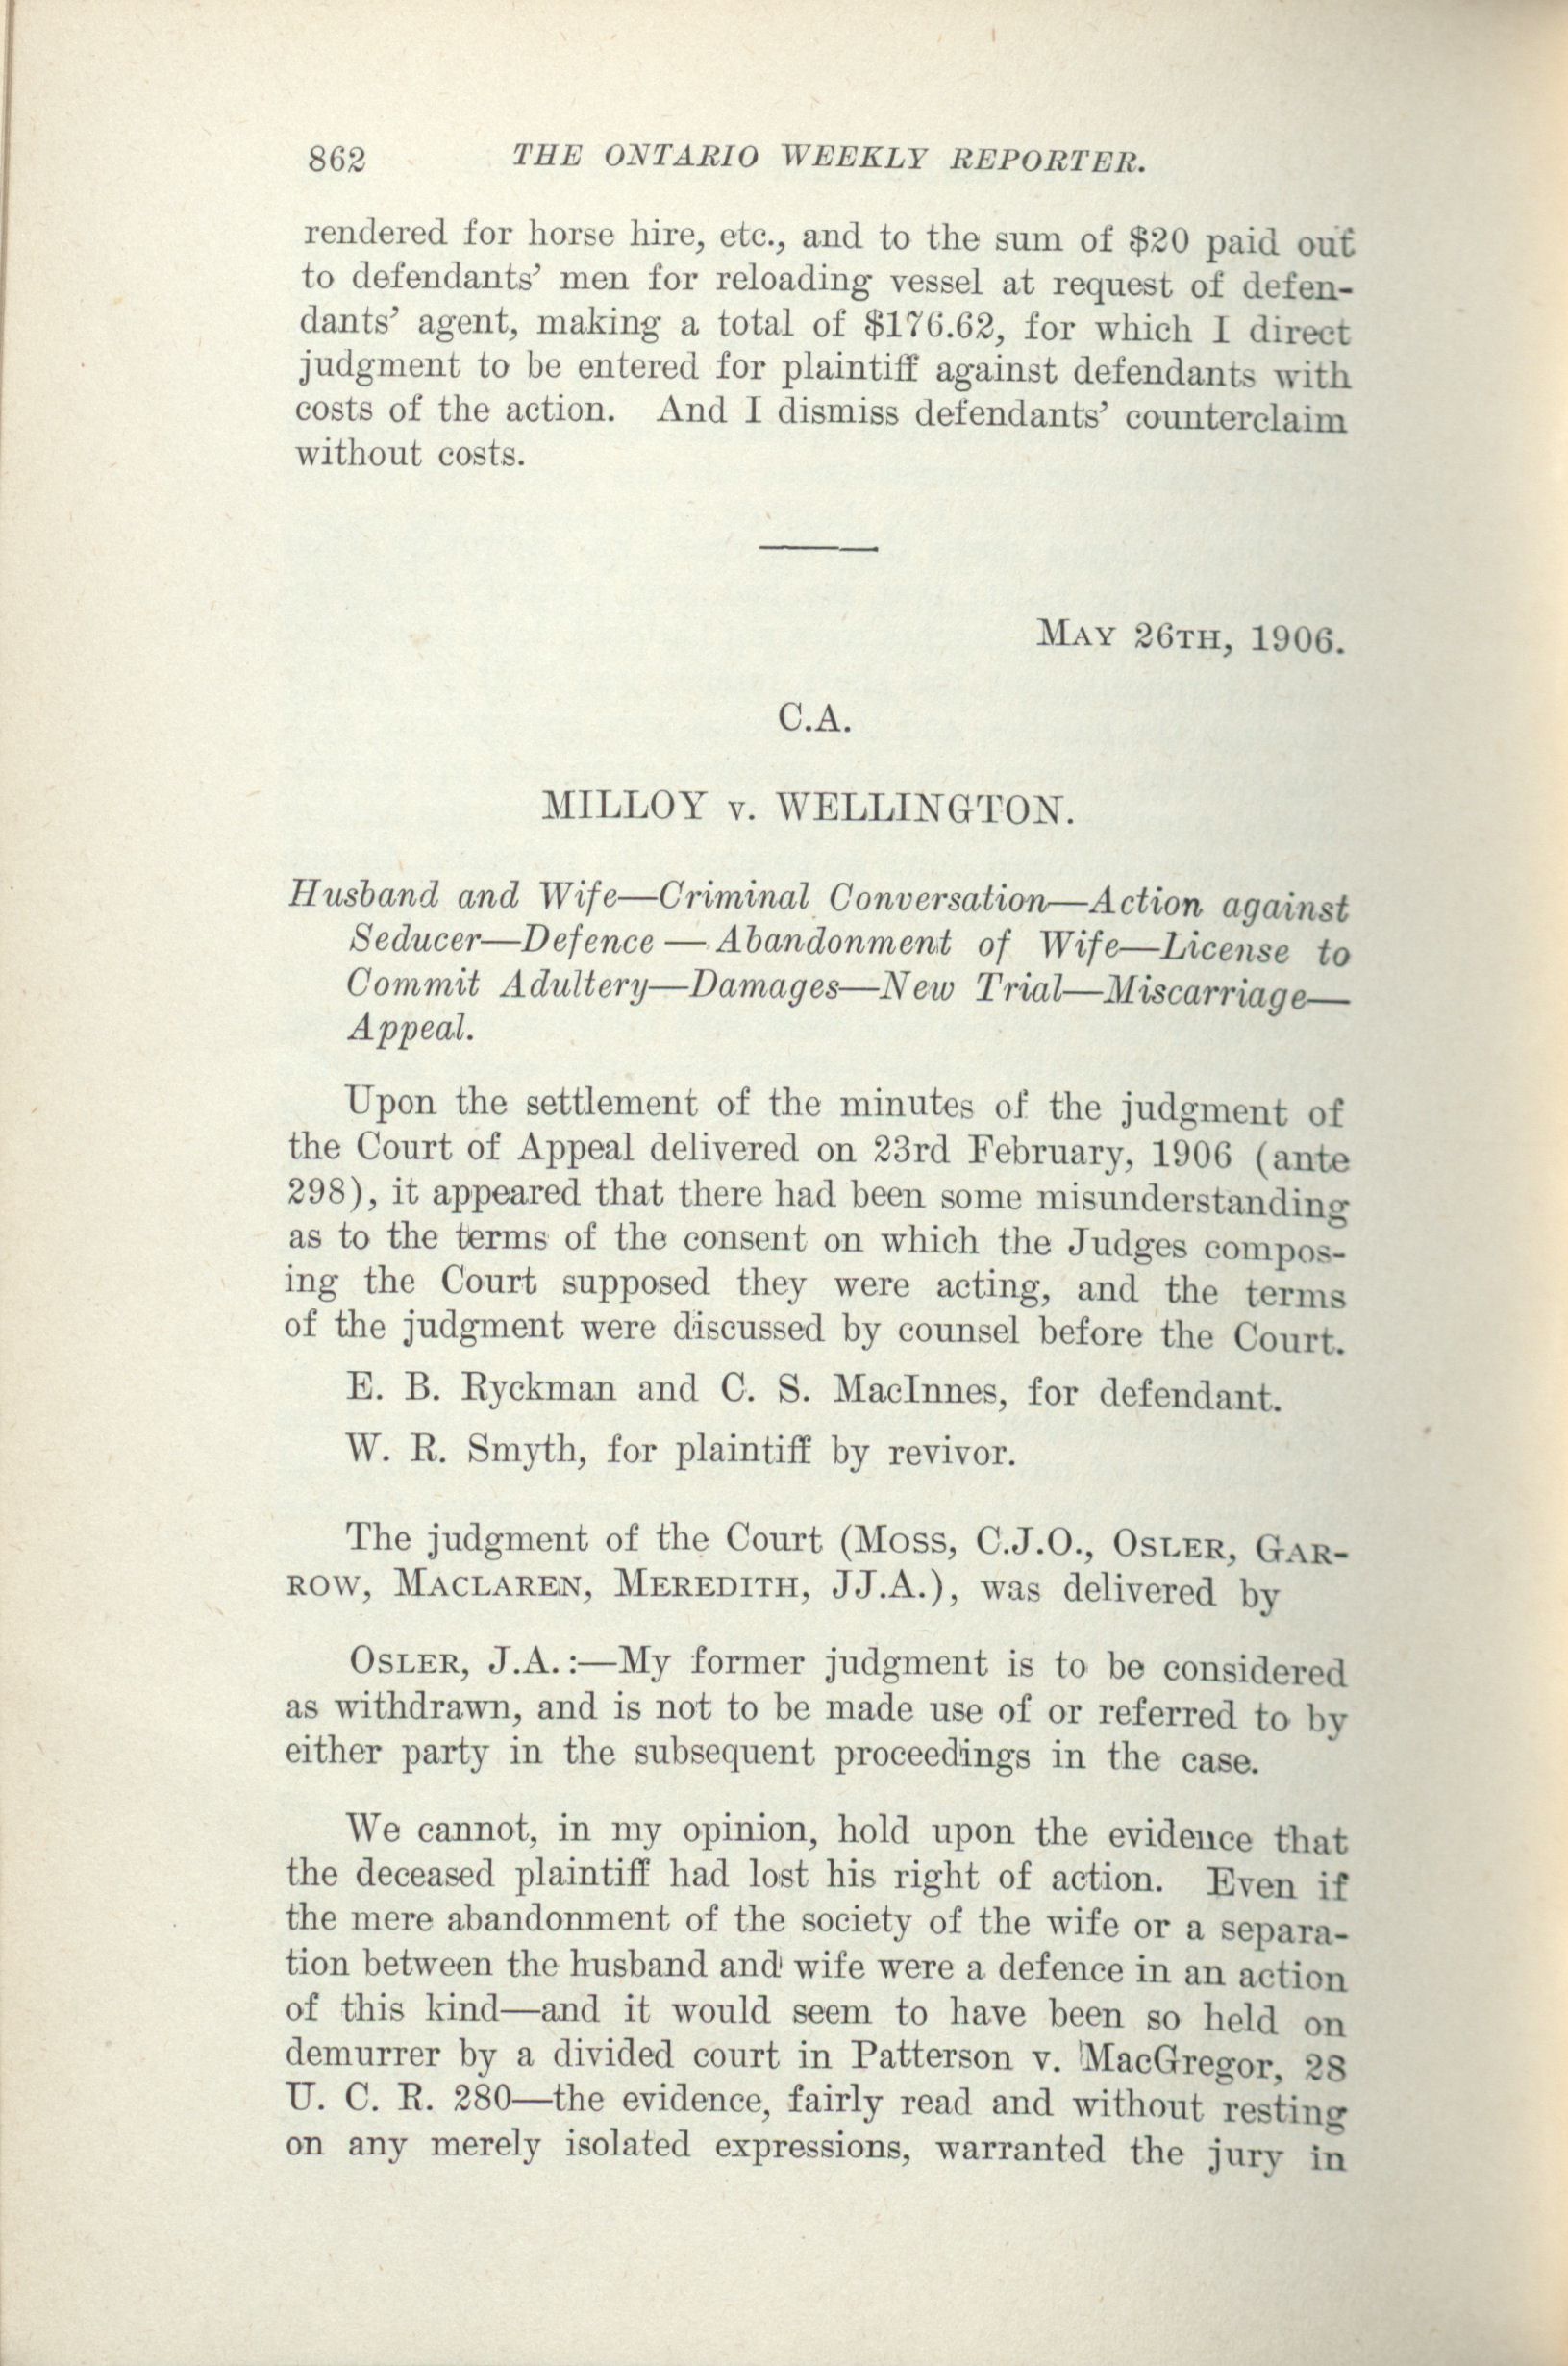 862 THE ONTARIO WEEKLY REPORTER.
rendered for horse hire, etc., and to the sum of $20 paid out
to defendants' men for reloading vessel at request of defen-
dants' agent, making a total of $176.62, for which I direct
judgment to be entered for plaintiff against defendants with
costs of the action. And I dismiss defendants' counterclaim
without costs.
MAY 26TH, 1906.
C.A.
MILLOY v. WELLINGTON.
Husband and Wife—Criminal Conversation—Action against
Seducer—Defence — Abandonment of Wife—License to
Commit Adultery—Damages—New Trial—Miscarriage—
Appeal.
Upon the settlement of the minutes of the judgment of
the Court of Appeal delivered on 23rd February, 1906 (ante
298), it appeared that there had been some misunderstanding
as to the terms of the consent on which the Judges compos-
ing the Court supposed they were acting, and the terms
of the judgment were discussed by counsel before the Court.
E. B. Ryckman and C. S. MacInnes, for defendant.
W. R. Smyth, for plaintiff by revivor.
The judgment of the Court (MOSS, C.J.O., OSLER, GAR-
ROW, MACLAREN, MEREDITH, JJ.A.), was delivered by
OSLER, J.A.:—My former judgment is to be considered
as withdrawn, and is not to be made use of or referred to by
either party in the subsequent proceedings in the case.
We cannot, in my opinion, hold upon the evidence that
the deceased plaintiff had lost his right of action. Even if
the mere abandonment of the society of the wife or a separa-
tion between the husband and wife were a defence in an action
of this kind—and it would seem to have been so held on
demurrer by a divided court in Patterson v. MacGregor, 28
U. C. R. 280—the evidence, fairly read and without resting
on any merely isolated expressions, warranted the jury in